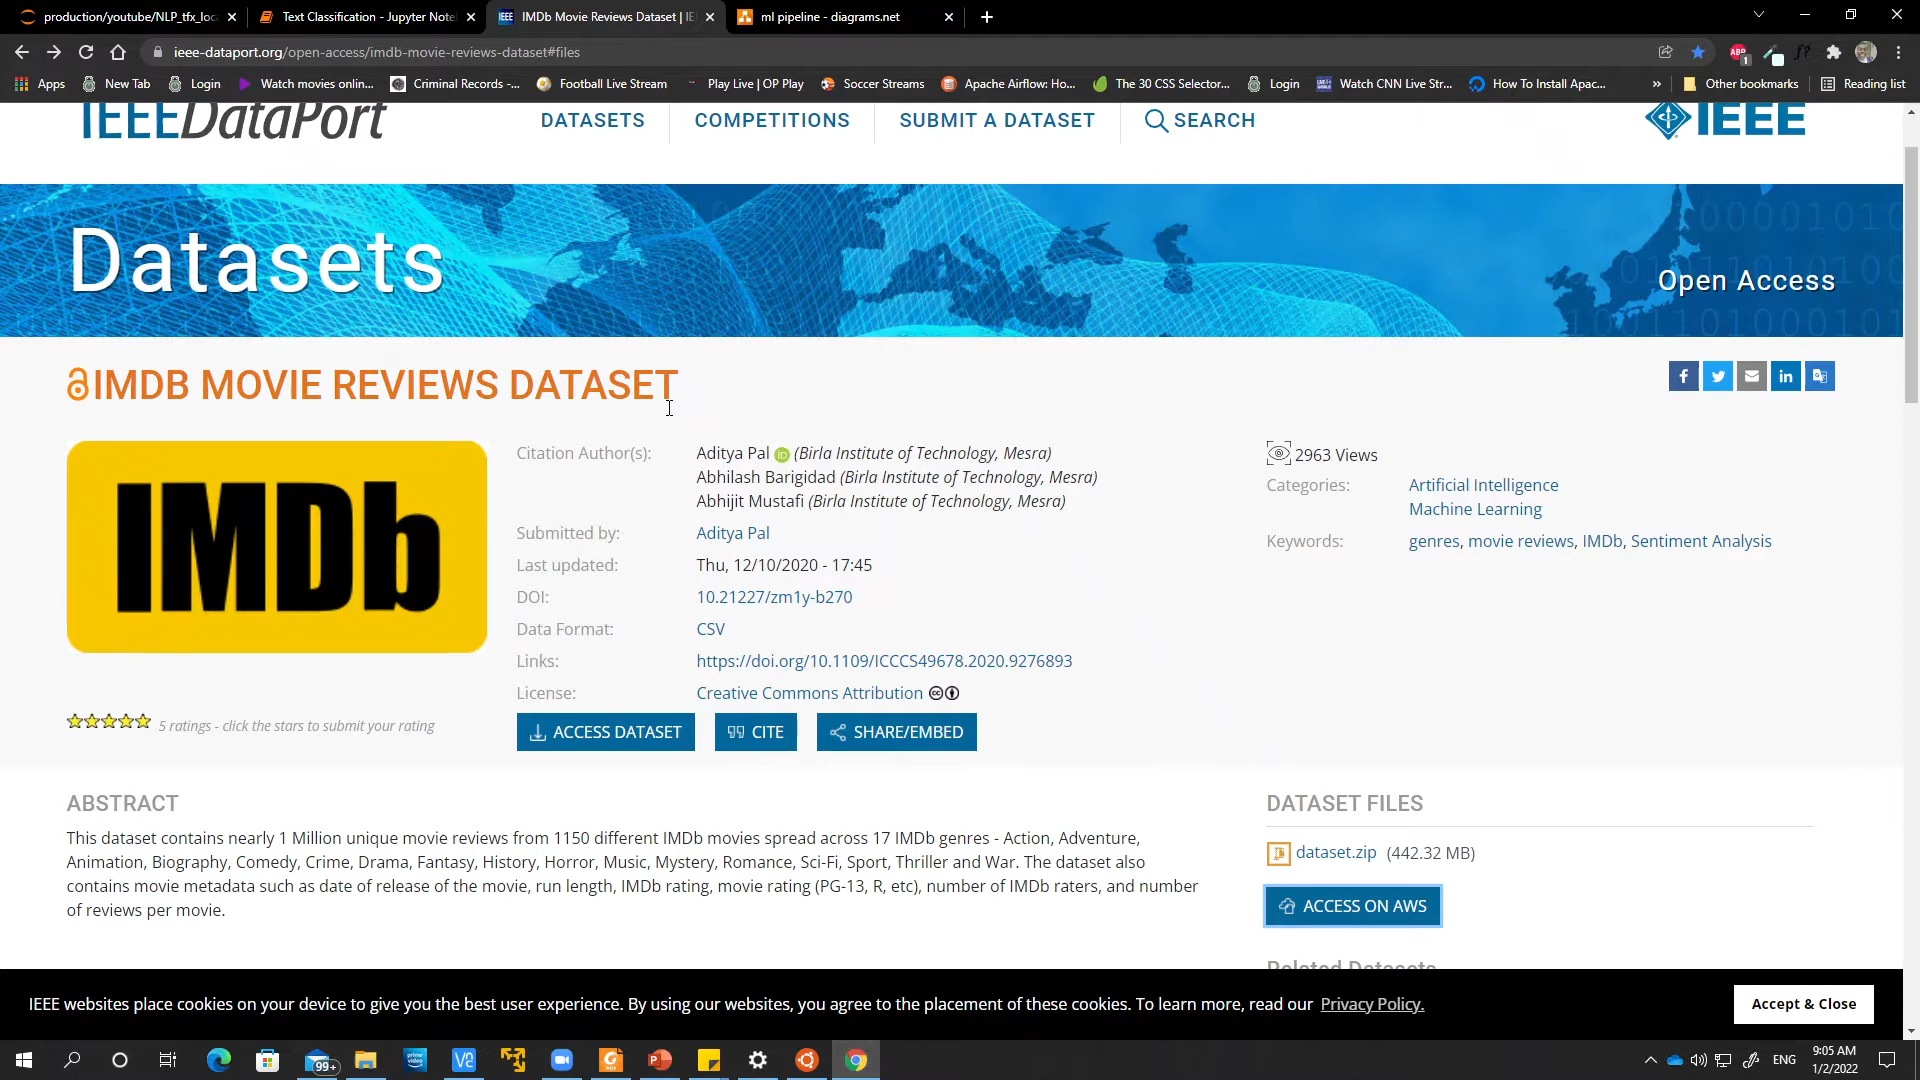 production/youtube/NLP_tfx_loca
Text Classification - Jupyter Note
IMDb Movie Reviews Dataset | IE
ml pipeline - diagrams.net
ieee-dataport.org/open-access/imdb-movie-reviews-dataset#files
ABP
1
f?
Apps
New Tab
Login
Watch movies onlin...
Criminal Records -...
Football Live Stream
Play Live | OP Play
Soccer Streams
Apache Airflow: Ho...
The 30 CSS Selector...
Login
Watch CNN Live Str...
How To Install Apac...
»
Other bookmarks
Reading list
IEEEDataPort
DATASETS
COMPETITIONS
SUBMIT A DATASET
SEARCH
IEEE
Datasets
Open Access
IMDB MOVIE REVIEWS DATASET
IMDb
Citation Author(s):
Aditya Pal iD (Birla Institute of Technology, Mesra)
Abhilash Barigidad (Birla Institute of Technology, Mesra)
Abhijit Mustafi (Birla Institute of Technology, Mesra)
Submitted by:
Aditya Pal
Last updated:
Thu, 12/10/2020 - 17:45
DOI:
10.21227/zm1y-b270
Data Format:
CSV
Links:
https://doi.org/10.1109/ICCCS49678.2020.9276893
License:
Creative Commons Attribution
5 ratings - click the stars to submit your rating
ACCESS DATASET
CITE
SHARE/EMBED
2963 Views
Categories:
Artificial Intelligence
Machine Learning
Keywords:
genres, movie reviews, IMDb, Sentiment Analysis
ABSTRACT
This dataset contains nearly 1 Million unique movie reviews from 1150 different IMDb movies spread across 17 IMDb genres - Action, Adventure,
Animation, Biography, Comedy, Crime, Drama, Fantasy, History, Horror, Music, Mystery, Romance, Sci-Fi, Sport, Thriller and War. The dataset also
contains movie metadata such as date of release of the movie, run length, IMDb rating, movie rating (PG-13, R, etc), number of IMDb raters, and number
of reviews per movie.
DATASET FILES
dataset.zip (442.32 MB)
ACCESS ON AWS
Related Datasets
IEEE websites place cookies on your device to give you the best user experience. By using our websites, you agree to the placement of these cookies. To learn more, read our Privacy Policy.
Accept & Close
99+
ENG
9:05 AM
1/2/2022